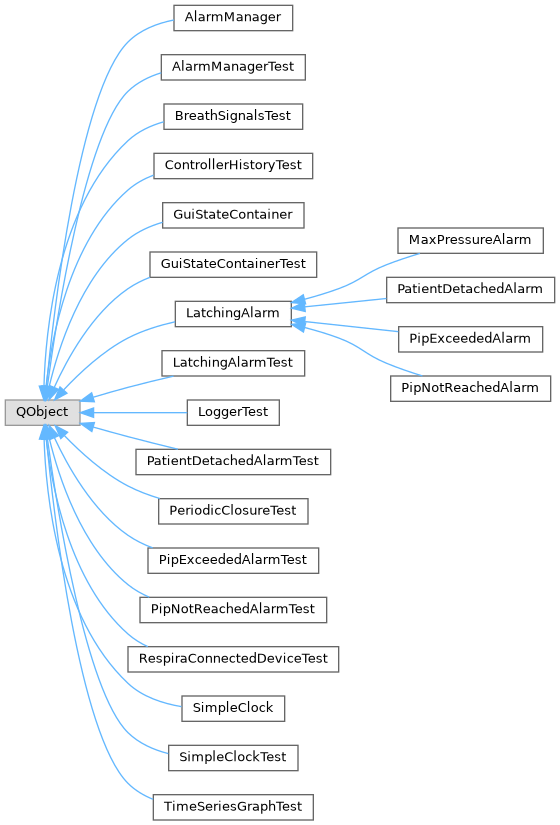 AlarmManager
AlarmManagerTest
BreathSignalsTest
ControllerHistoryTest
GuiStateContainer
MaxPressureAlarm
GuiStateContainerTest
PatientDetachedAlarm
LatchingAlarm
PipExceededAlarm
LatchingAlarmTest
PipNotReachedAlarm
QObject
LoggerTest
PatientDetachedAlarmTest
PeriodicClosureTest
PipExceededAlarmTest
PipNotReachedAlarmTest
RespiraConnectedDeviceTest
SimpleClock
SimpleClockTest
TimeSeriesGraphTest